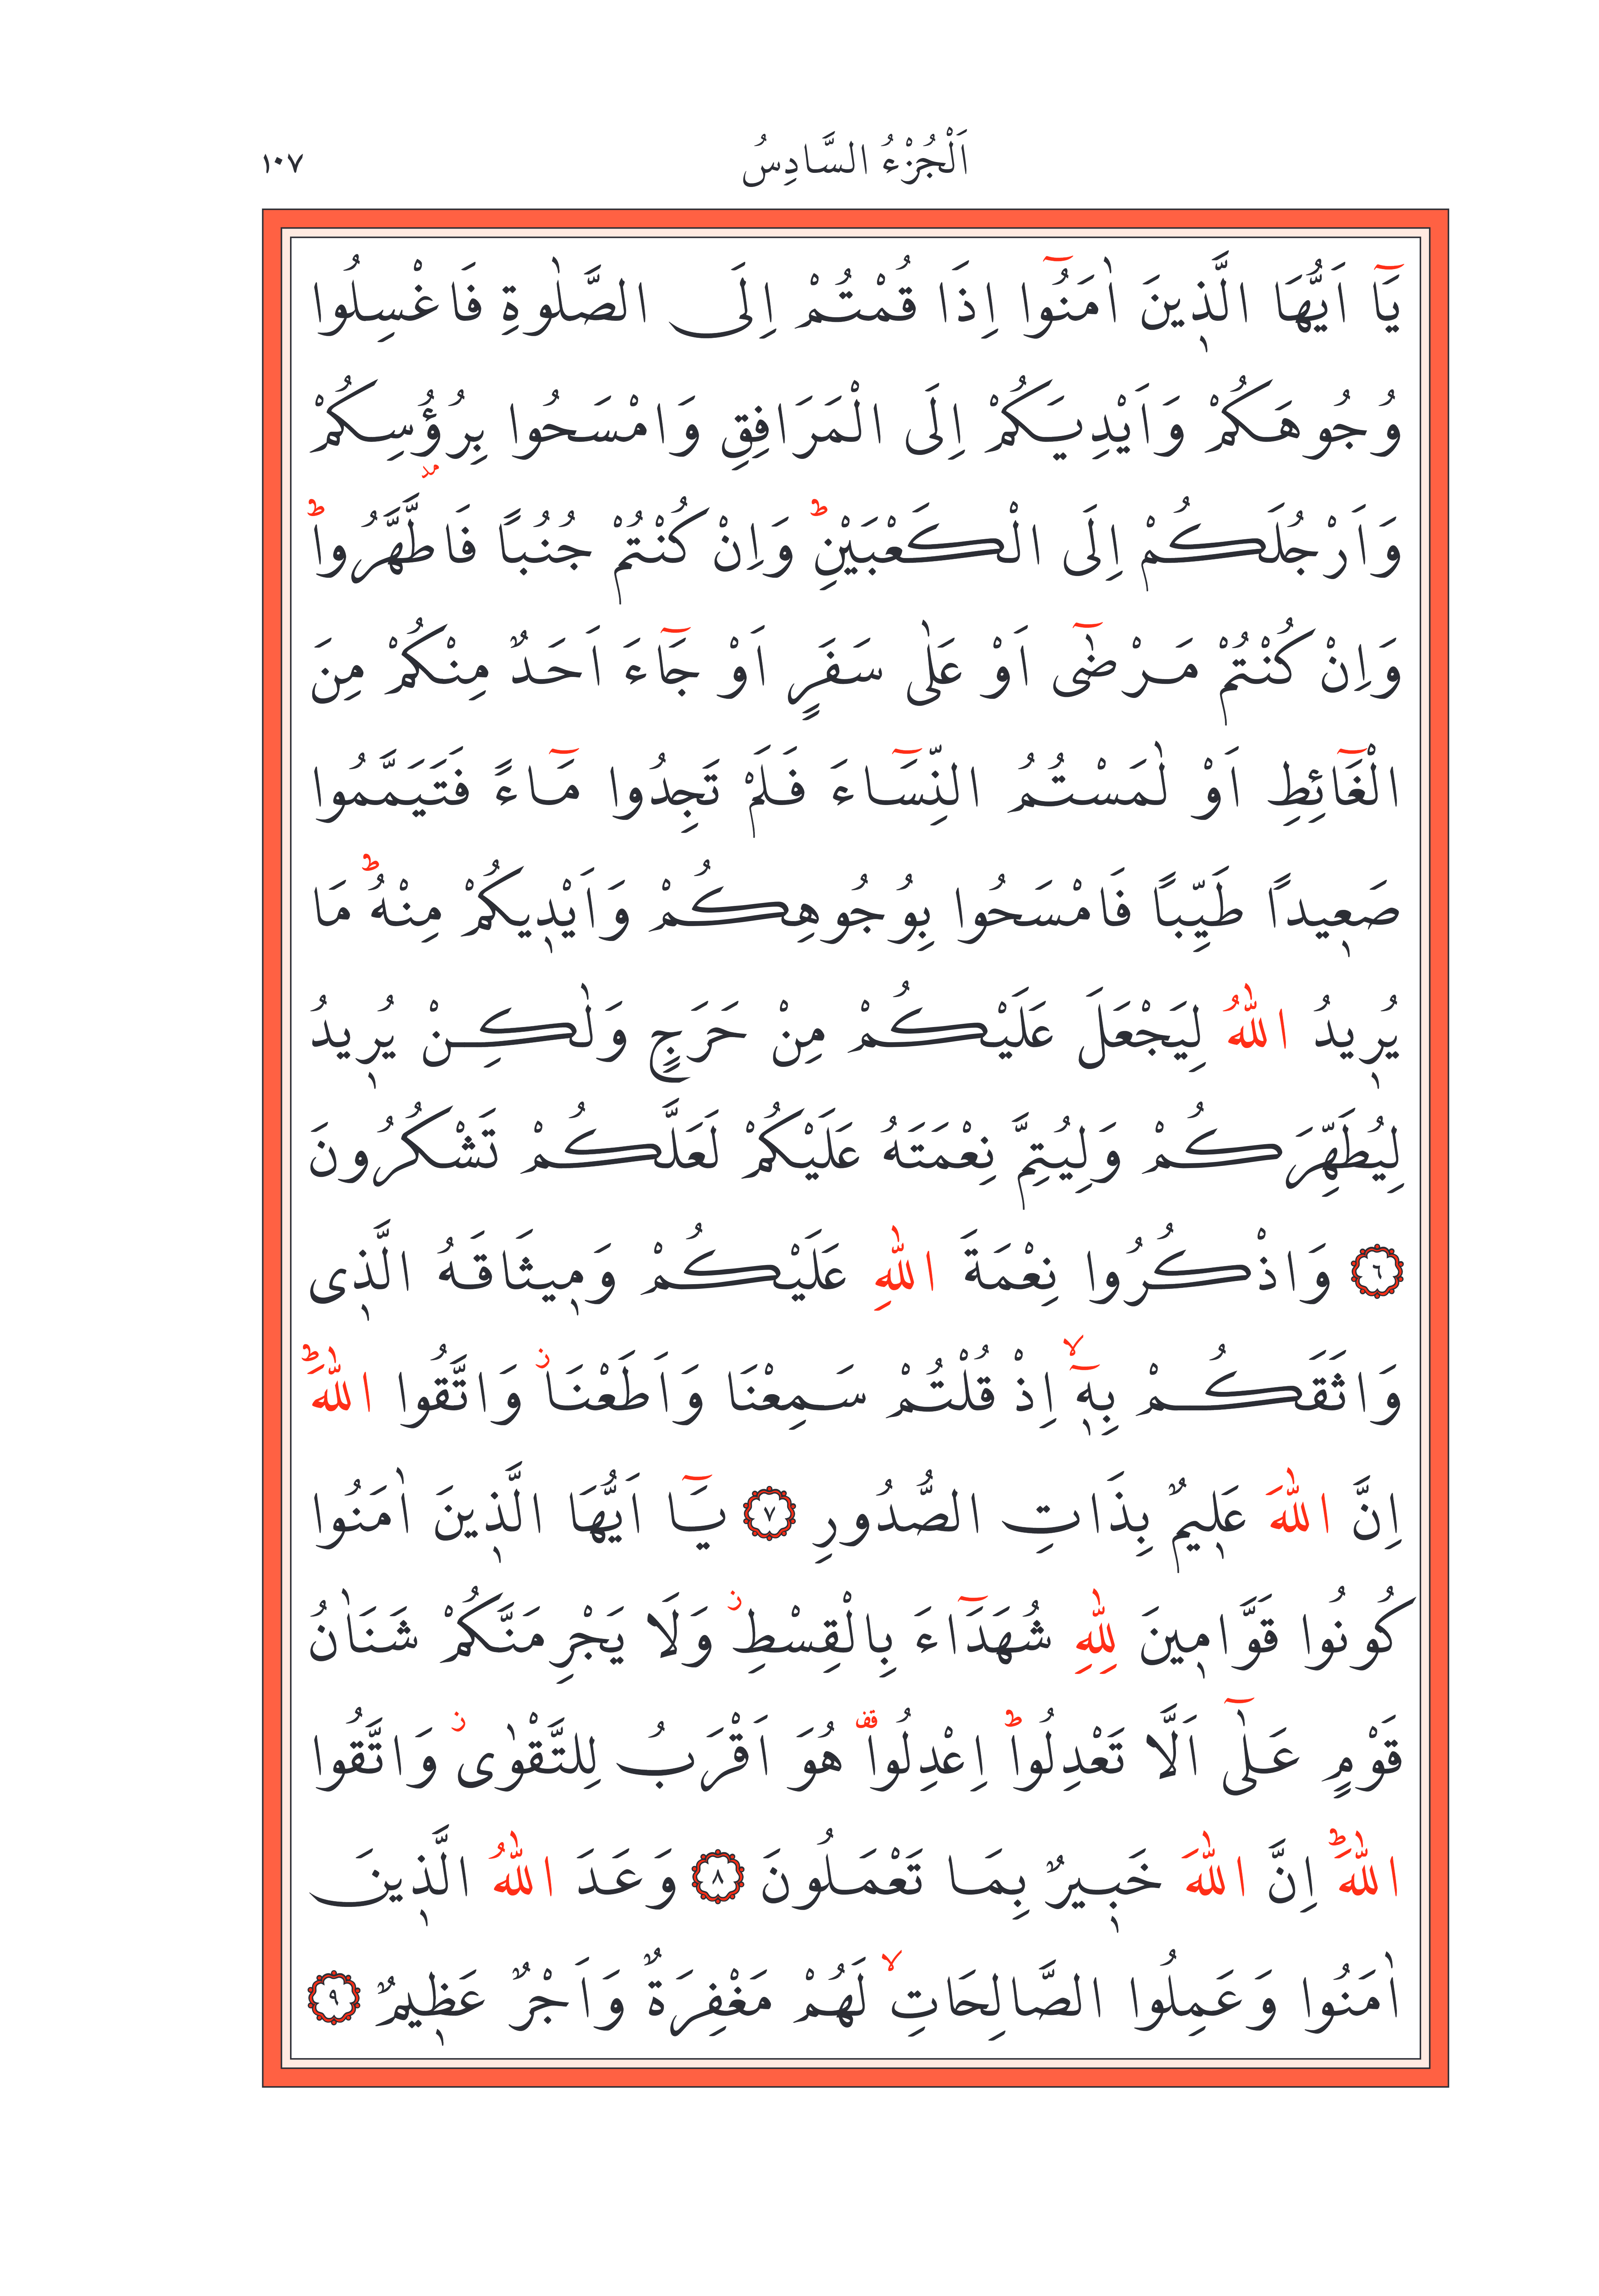 اَلْجُزْءُ السَّادِسُ ١٠٧
يَٓا اَيُّهَا الَّذ۪ينَ اٰمَنُٓوا اِذَا قُمْتُمْ اِلَى الصَّلٰوةِ فَاغْسِلُوا
وُجُوهَكُمْ وَاَيْدِيَكُمْ اِلَى الْمَرَافِقِ وَامْسَحُوا بِرُؤُ۫سِكُمْ
وَاَرْجُلَكُمْ اِلَى الْكَعْبَيْنِۜ وَاِنْ كُنْتُمْ جُنُباً فَاطَّهَّرُواۜ
وَاِنْ كُنْتُمْ مَرْضٰٓى اَوْ عَلٰى سَفَرٍ اَوْ جَٓاءَ اَحَدٌ مِنْكُمْ مِنَ
الْغَٓائِطِ اَوْ لٰمَسْتُمُ النِّسَٓاءَ فَلَمْ تَجِدُوا مَٓاءً فَتَيَمَّمُوا
صَع۪يداً طَيِّباً فَامْسَحُوا بِوُجُوهِكُمْ وَاَيْد۪يكُمْ مِنْهُۜ مَا
يُر۪يدُ اللّٰهُ لِيَجْعَلَ عَلَيْكُمْ مِنْ حَرَجٍ وَلٰكِنْ يُر۪يدُ
لِيُطَهِّرَكُمْ وَلِيُتِمَّ نِعْمَتَهُ عَلَيْكُمْ لَعَلَّكُمْ تَشْكُرُونَ
٦ وَاذْكُرُوا نِعْمَةَ اللّٰهِ عَلَيْكُمْ وَم۪يثَاقَهُ الَّذ۪ى
وَاثَقَكُمْ بِه۪ٓۙ اِذْ قُلْتُمْ سَمِعْنَا وَاَطَعْنَاۘ وَاتَّقُوا اللّٰهَۜ
اِنَّ اللّٰهَ عَل۪يمٌ بِذَاتِ الصُّدُورِ ٧ يَٓا اَيُّهَا الَّذ۪ينَ اٰمَنُوا
كُونُوا قَوَّام۪ينَ لِلّٰهِ شُهَدَٓاءَ بِالْقِسْطِۘ وَلَا يَجْرِمَنَّكُمْ شَنَاٰنُ
قَوْمٍ عَلٰٓى اَلَّا تَعْدِلُواۜ اِعْدِلُوا۠ هُوَ اَقْرَبُ لِلتَّقْوٰىۘ وَاتَّقُوا
اللّٰهَۜ اِنَّ اللّٰهَ خَب۪يرٌ بِمَا تَعْمَلُونَ ٨ وَعَدَ اللّٰهُ الَّذ۪ينَ
اٰمَنُوا وَعَمِلُوا الصَّالِحَاتِۙ لَهُمْ مَغْفِرَةٌ وَاَجْرٌ عَظ۪يمٌ ٩